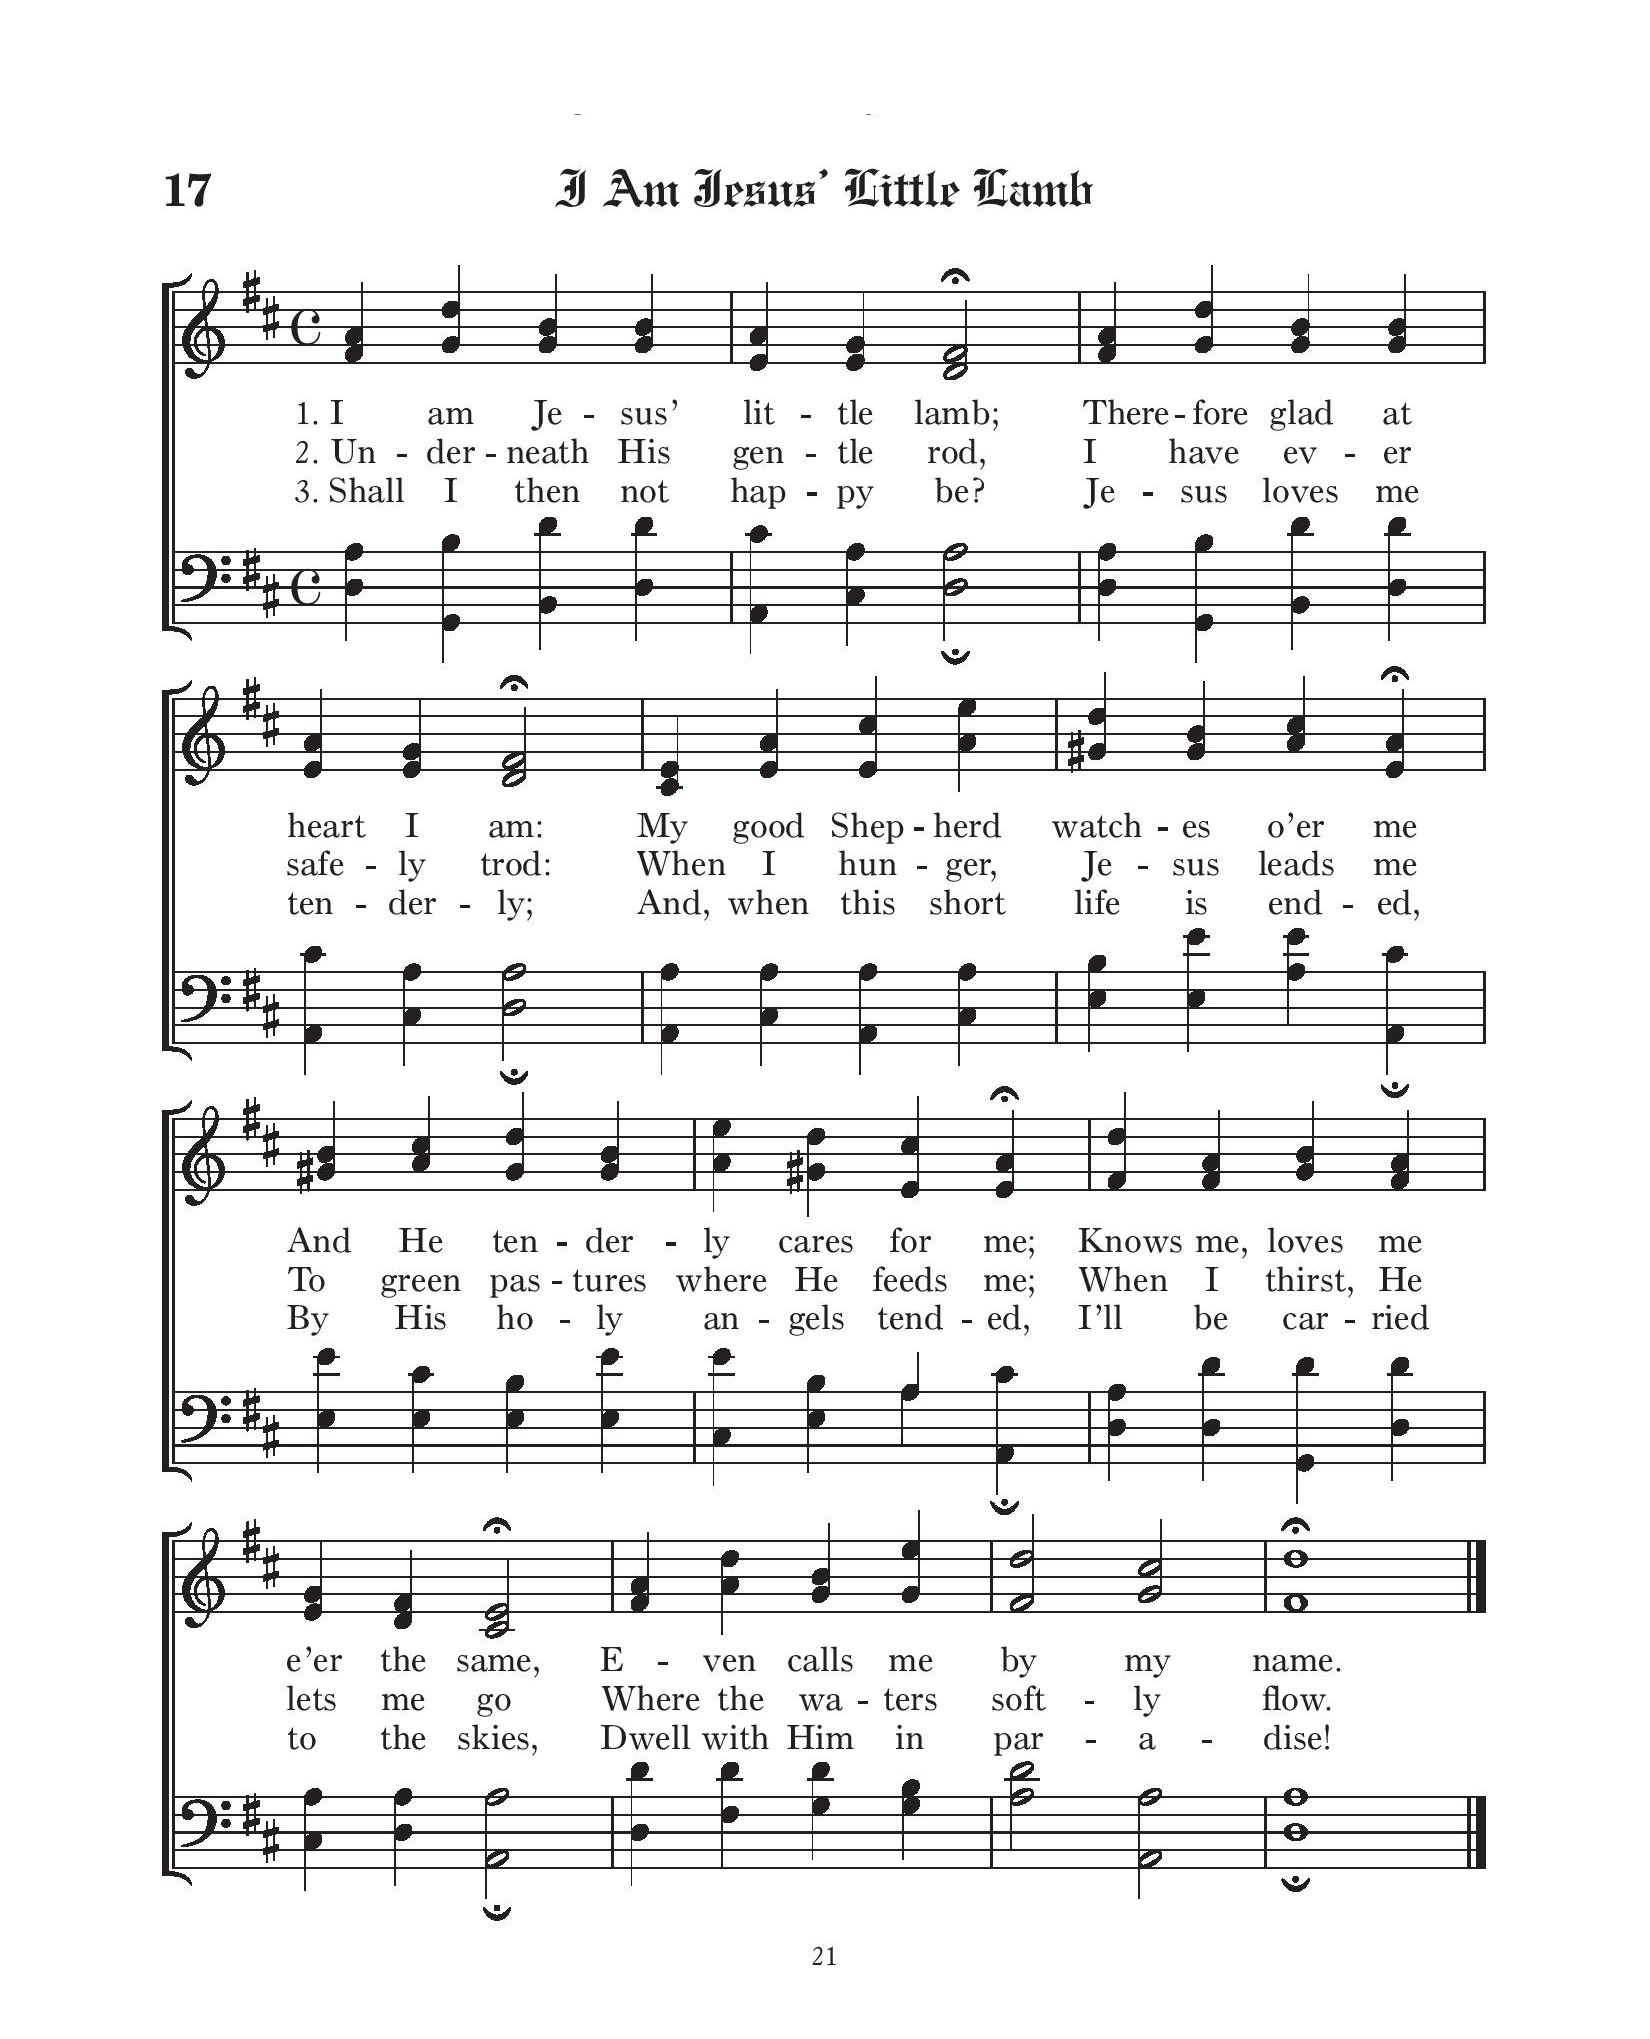 17 I Am Jesus' Little Lamb
1. I am Je - sus' lit - tle lamb; There - fore glad at
2. Un - der - neath His gen - tle rod, I have ev - er
3. Shall I then not hap - py be? Je - sus loves me
heart I am: My good Shep - herd watch - es o'er me
safe - ly trod: When I hun - ger, Je - sus leads me
ten - der - ly; And, when this short life is end - ed,
And He ten - der - ly cares for me; Knows me, loves me
To green pas - tures where He feeds me; When I thirst, He
By His ho - ly an - gels tend - ed, I'll be car - ried
e'er the same, E - ven calls me by my name.
lets me go Where the wa - ters soft - ly flow.
to the skies, Dwell with Him in par - a - dise!
21